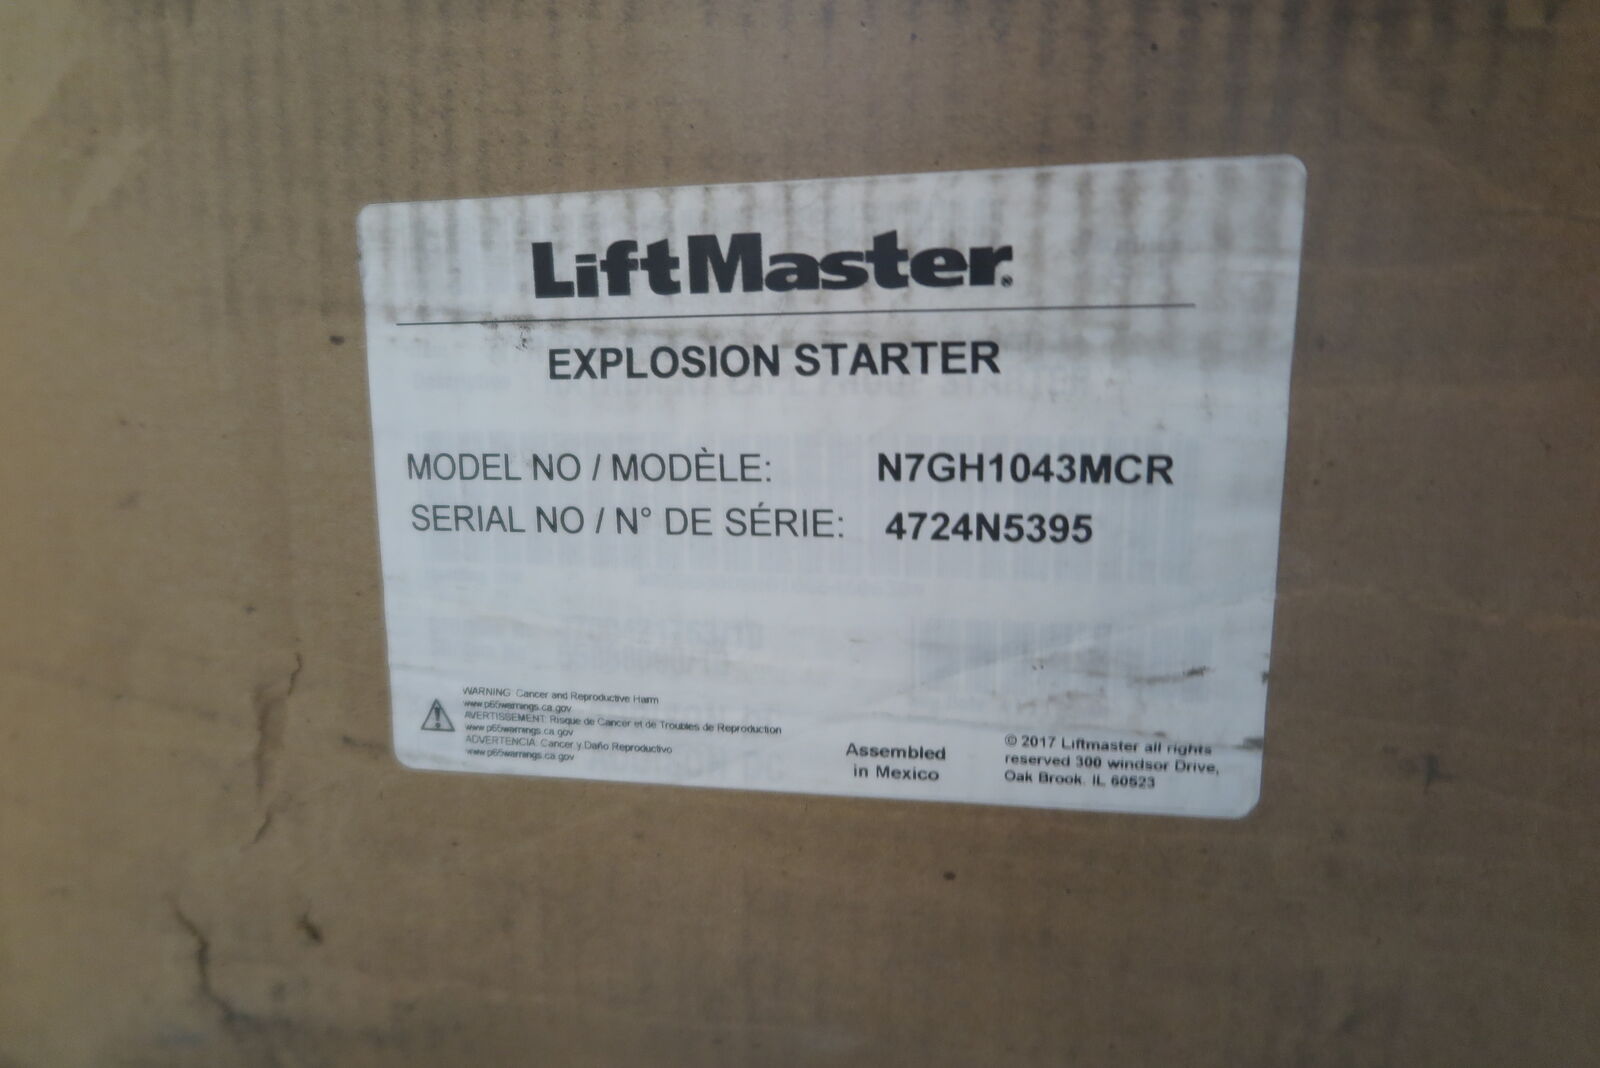 LiftMaster®
EXPLOSION STARTER
MODEL NO / MODÈLE: N7GH1043MCR
SERIAL NO / N° DE SÉRIE: 4724N5395
WARNING: Cancer and Reproductive Harm
www.p65warnings.ca.gov
AVERTISSEMENT: Risque de Cancer et de Troubles de Reproduction
www.p65warnings.ca.gov
ADVERTENCIA: Cancer y Daño Reproductivo
www.p65warnings.ca.gov
Assembled
in Mexico
© 2017 Liftmaster all rights
reserved 300 windsor Drive,
Oak Brook, IL 60523